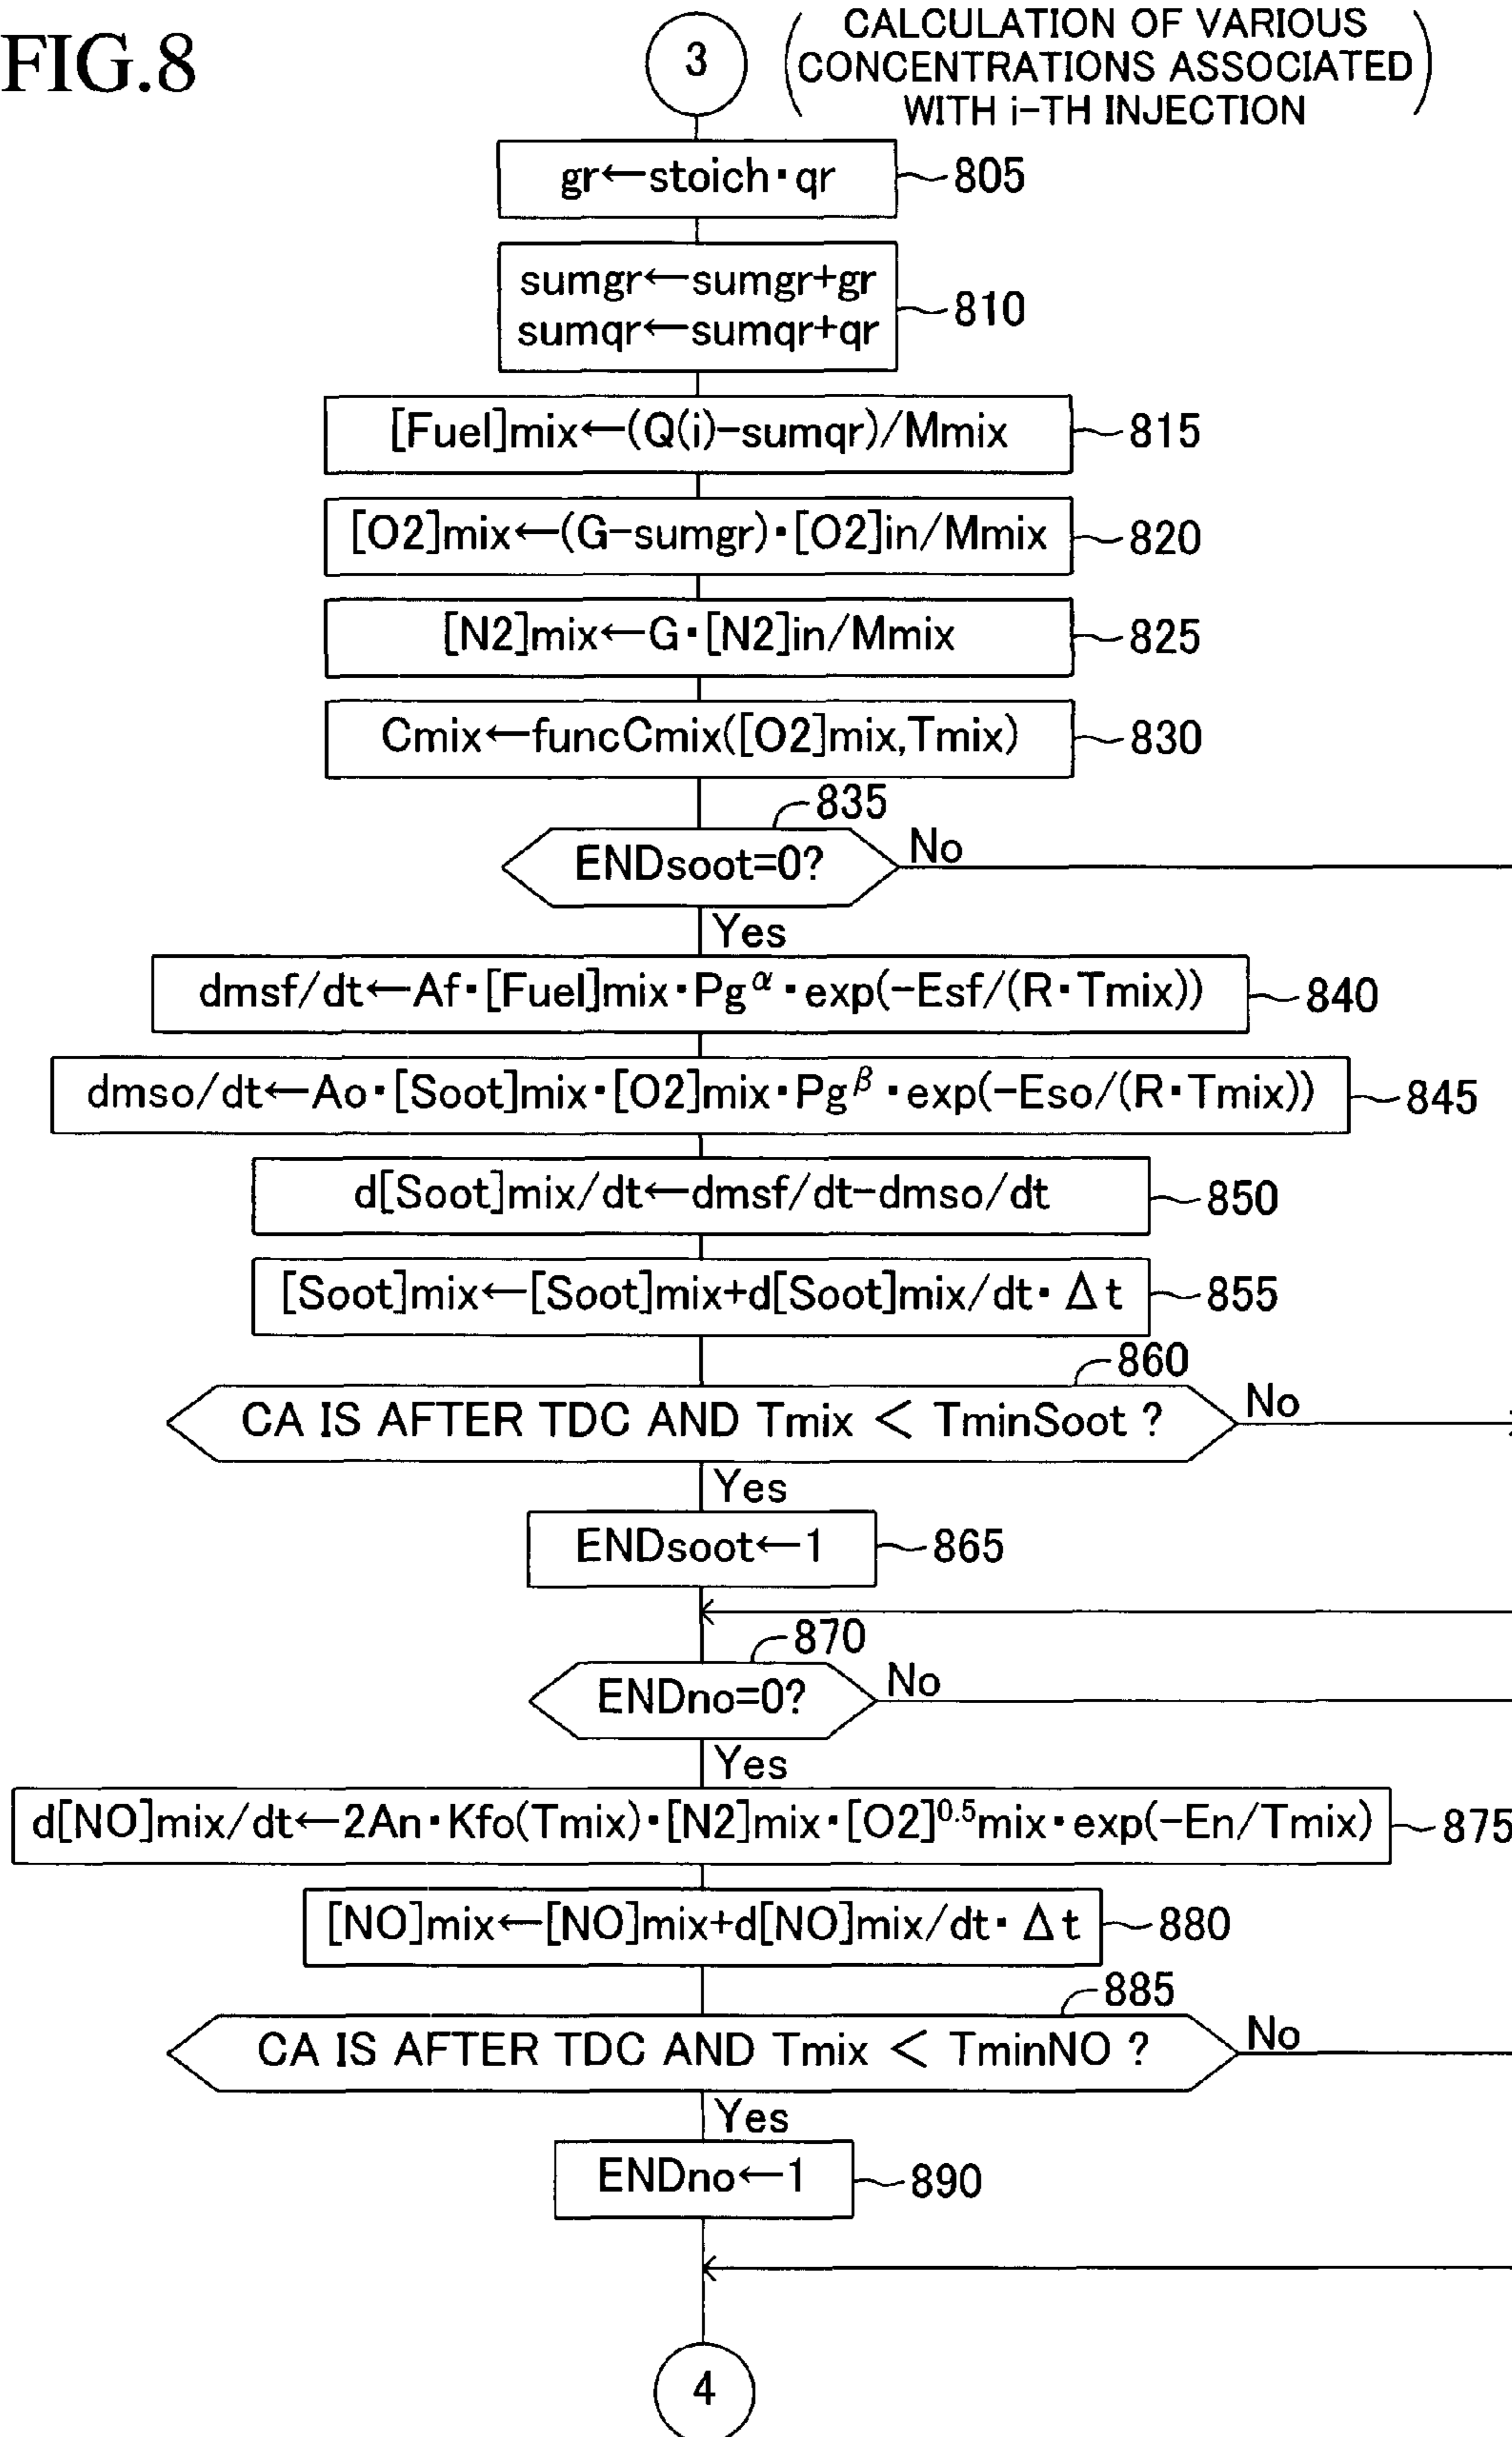 FIG.8
3
CALCULATION OF VARIOUS
CONCENTRATIONS ASSOCIATED
WITH i-TH INJECTION
gr←stoich·qr
805
sumgr←sumgr+gr
sumqr←sumqr+qr
810
[Fuel]mix←(Q(i)-sumqr)/Mmix
815
[O2]mix←(G-sumgr)·[O2]in/Mmix
820
[N2]mix←G·[N2]in/Mmix
825
Cmix←funcCmix([O2]mix,Tmix)
830
835
ENDsoot=0?
No
Yes
dmsf/dt←Af·[Fuel]mix·Pg^α·exp(-Esf/(R·Tmix))
840
dmso/dt←Ao·[Soot]mix·[O2]mix·Pg^β·exp(-Eso/(R·Tmix))
845
d[Soot]mix/dt←dmsf/dt-dmso/dt
850
[Soot]mix←[Soot]mix+d[Soot]mix/dt·Δt
855
860
CA IS AFTER TDC AND Tmix < TminSoot ?
No
Yes
ENDsoot←1
865
870
ENDno=0?
No
Yes
d[NO]mix/dt←2An·Kfo(Tmix)·[N2]mix·[O2]^0.5mix·exp(-En/Tmix)
875
[NO]mix←[NO]mix+d[NO]mix/dt·Δt
880
885
CA IS AFTER TDC AND Tmix < TminNO ?
No
Yes
ENDno←1
890
4